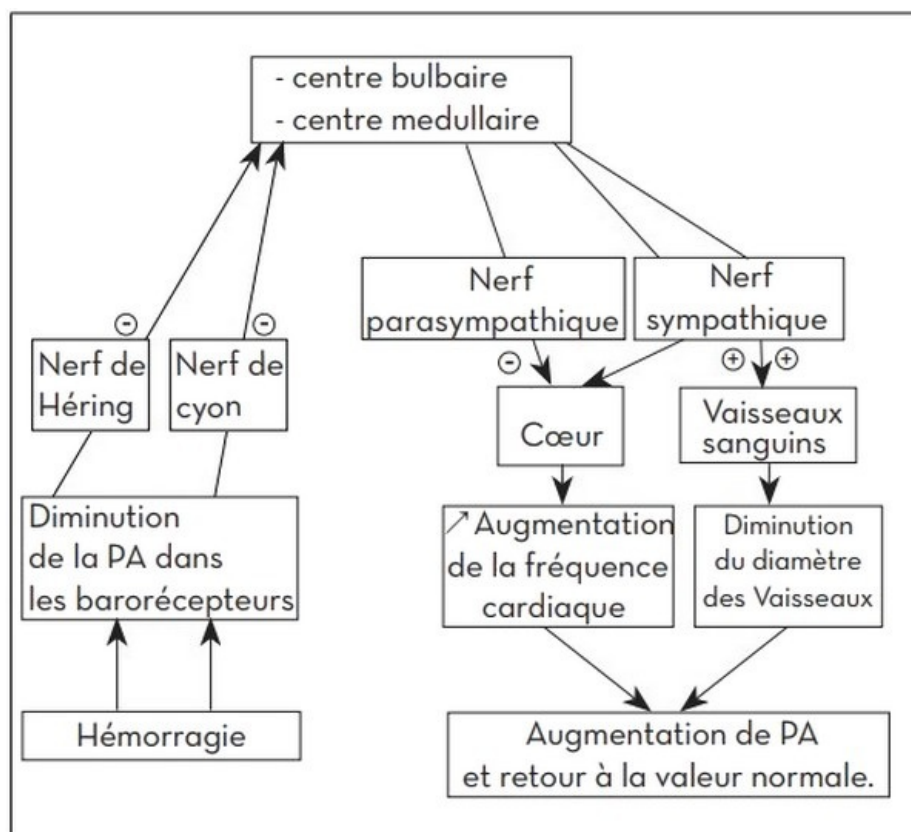 - centre bulbaire
- centre medullaire
Nerf
parasympathique
Nerf
sympathique
⊖
⊖
Nerf de
Héring
Nerf de
cyon
⊖
⊕ ⊕
Cœur
Vaisseaux
sanguins
Diminution
de la PA dans
les barorécepteurs
↗ Augmentation
de la fréquence
cardiaque
Diminution
du diamètre
des Vaisseaux
Hémorragie
Augmentation de PA
et retour à la valeur normale.